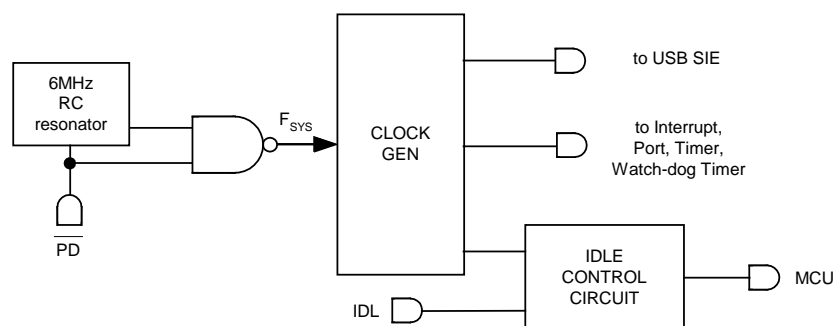 6MHz
RC
resonator
PD
FSYS
CLOCK
GEN
to USB SIE
to Interrupt,
Port, Timer,
Watch-dog Timer
IDL
IDLE
CONTROL
CIRCUIT
MCU